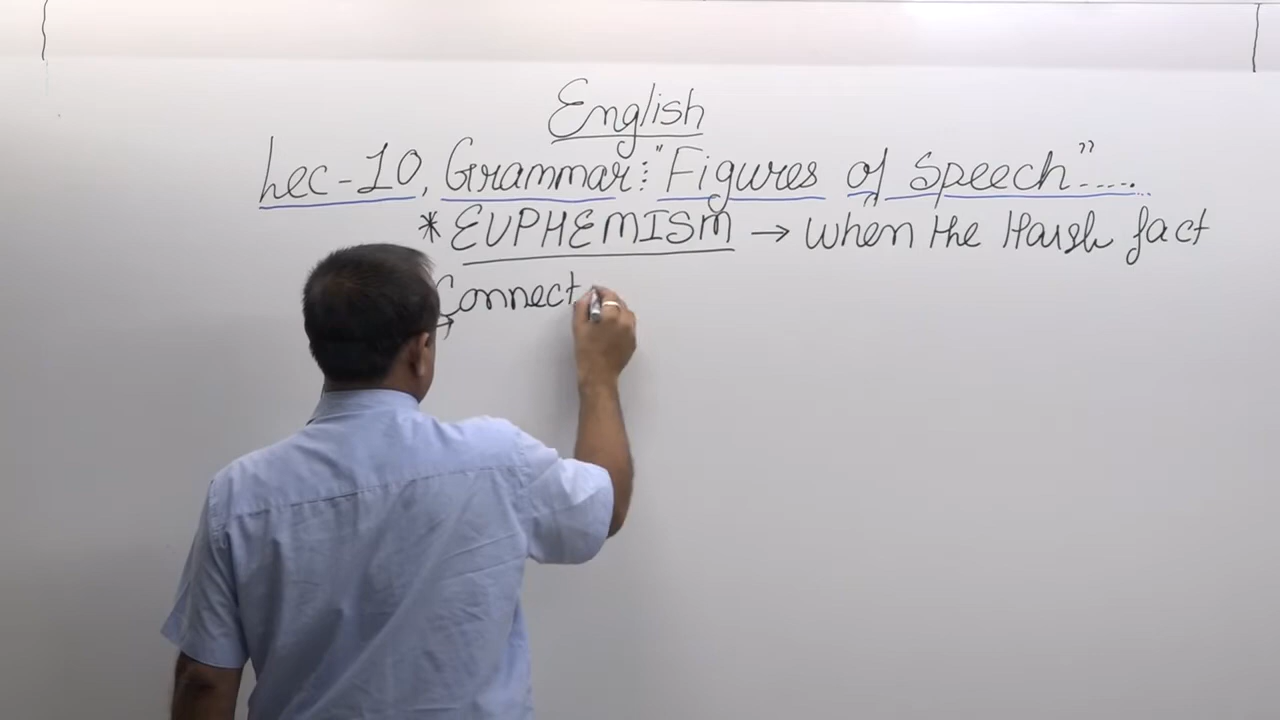 English
Lec-10, Grammar: "Figures of Speech".....
* EUPHEMISM → When the Harsh fact
Connect